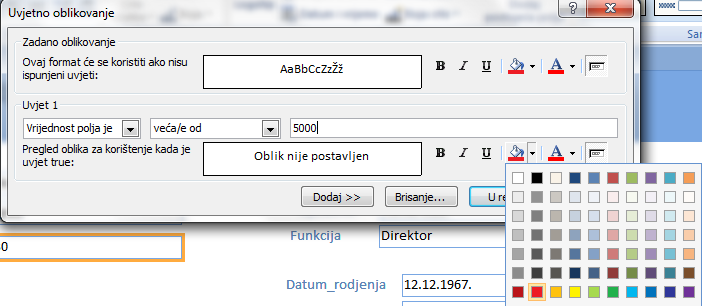 Uvjetno oblikovanje
Zadano oblikovanje
Ovaj format će se koristiti ako nisu
ispunjeni uvjeti:
AaBbCcZzŽž
B I U
Uvjet 1
Vrijednost polja je
veća/e od
5000
Pregled oblika za korištenje kada je
uvjet true:
Oblik nije postavljen
B I U
Dodaj >>
Brisanje...
U re
Funkcija
Direktor
Datum_rodjenja
12.12.1967.